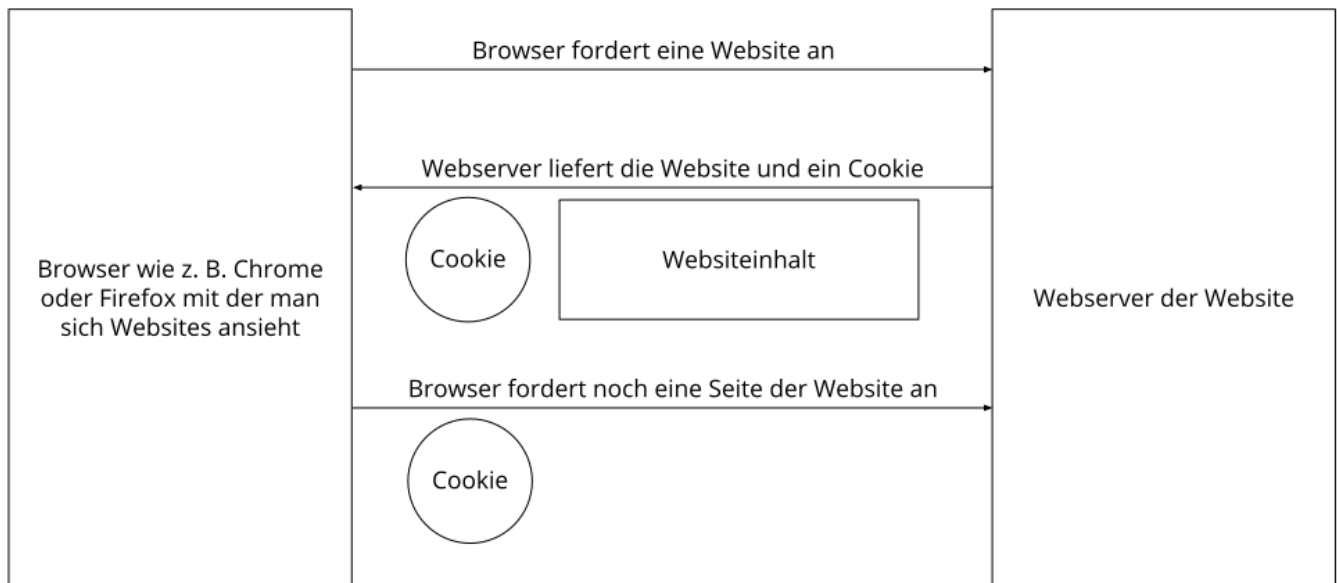 Browser fordert eine Website an
Webserver liefert die Website und ein Cookie
Cookie
Websiteinhalt
Browser wie z. B. Chrome
oder Firefox mit der man
sich Websites ansieht
Webserver der Website
Browser fordert noch eine Seite der Website an
Cookie